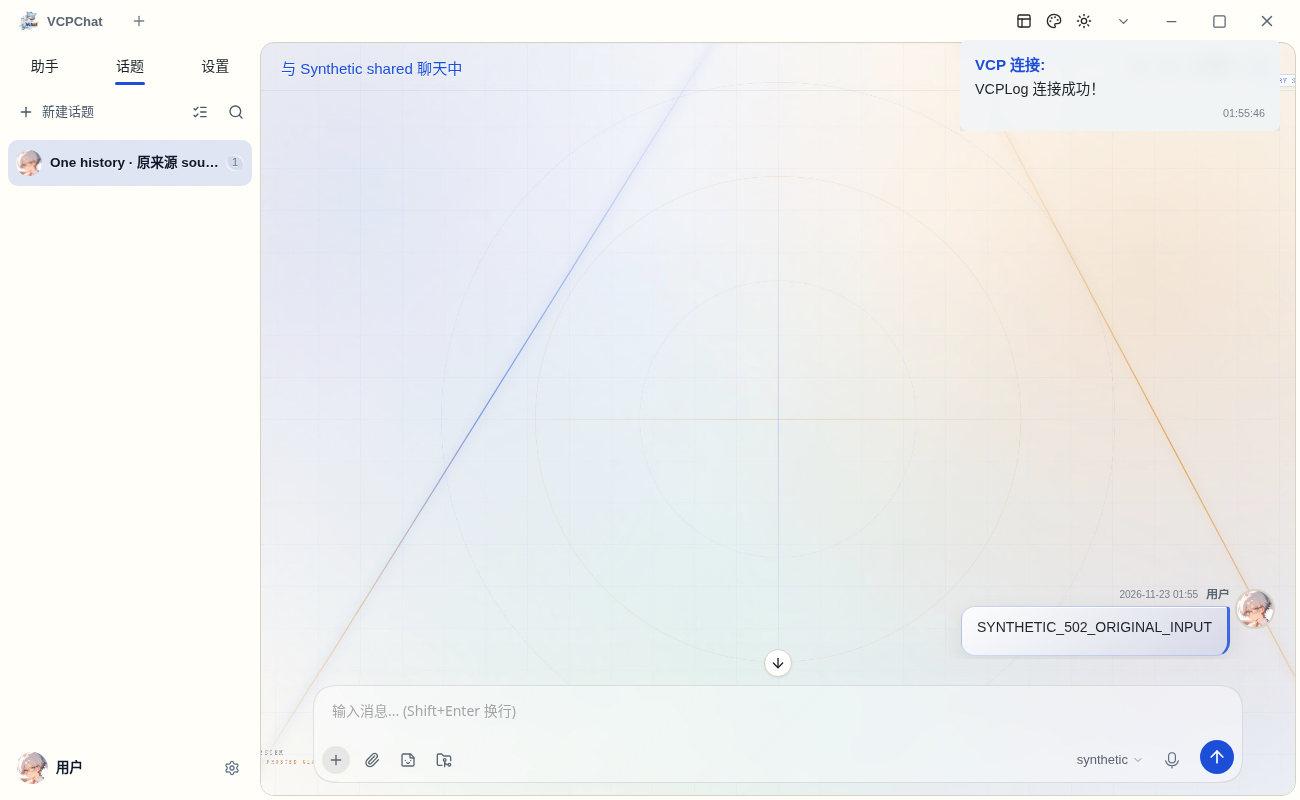 VCPChat
助手 话题 设置
新建话题
One history · 原来源 sou... 1
用户
与 Synthetic shared 聊天中
VCP 连接:
VCPLog 连接成功!
01:55:46
2026-11-23 01:55 用户
SYNTHETIC_502_ORIGINAL_INPUT
输入消息... (Shift+Enter 换行)
synthetic